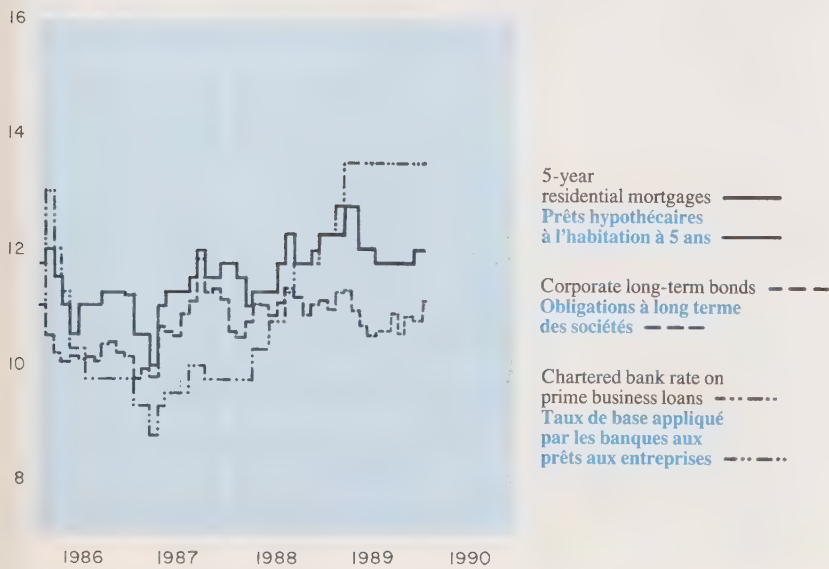 16
14
12
10
8
1986 1987 1988 1989 1990
5-year
residential mortgages
Prêts hypothécaires
à l'habitation à 5 ans
Corporate long-term bonds
Obligations à long terme
des sociétés
Chartered bank rate on
prime business loans
Taux de base appliqué
par les banques aux
prêts aux entreprises